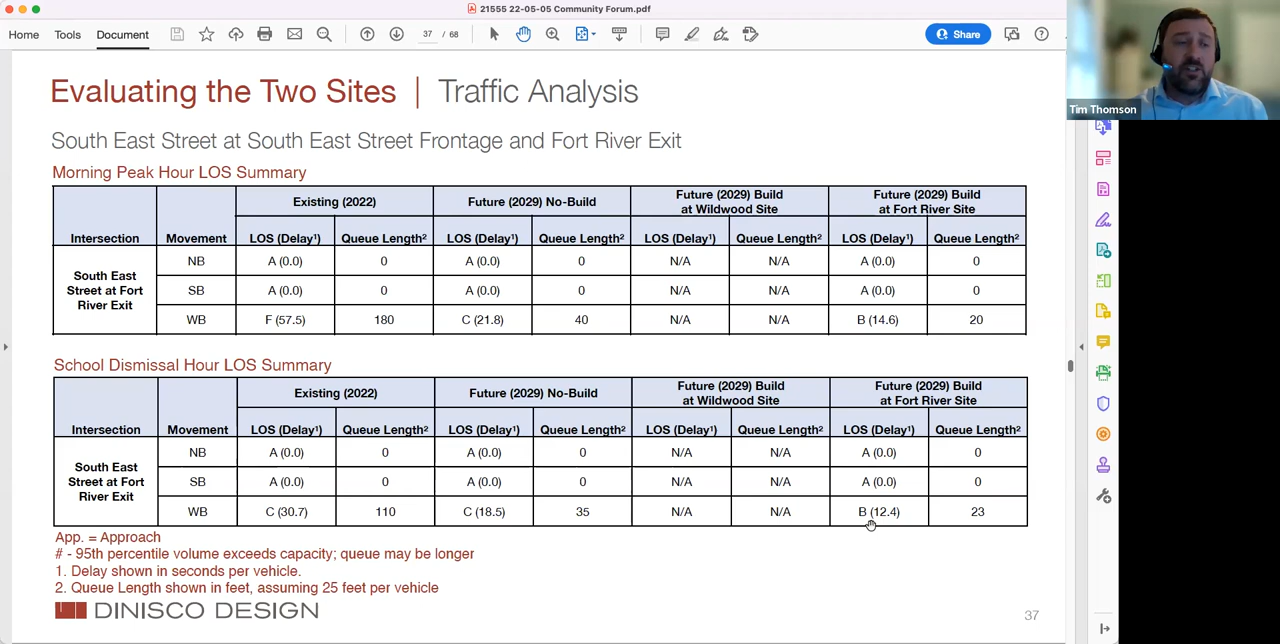 21555 22-05-05 Community Forum.pdf
Home Tools Document 37 / 68 Share
Tim Thomson
Evaluating the Two Sites | Traffic Analysis
South East Street at South East Street Frontage and Fort River Exit
Morning Peak Hour LOS Summary
Intersection Movement Existing (2022) Future (2029) No-Build Future (2029) Build at Wildwood Site Future (2029) Build at Fort River Site
LOS (Delay¹) Queue Length² LOS (Delay¹) Queue Length² LOS (Delay¹) Queue Length² LOS (Delay¹) Queue Length²
South East Street at Fort River Exit
NB A (0.0) 0 A (0.0) 0 N/A N/A A (0.0) 0
SB A (0.0) 0 A (0.0) 0 N/A N/A A (0.0) 0
WB F (57.5) 180 C (21.8) 40 N/A N/A B (14.6) 20
School Dismissal Hour LOS Summary
Intersection Movement Existing (2022) Future (2029) No-Build Future (2029) Build at Wildwood Site Future (2029) Build at Fort River Site
LOS (Delay¹) Queue Length² LOS (Delay¹) Queue Length² LOS (Delay¹) Queue Length² LOS (Delay¹) Queue Length²
South East Street at Fort River Exit
NB A (0.0) 0 A (0.0) 0 N/A N/A A (0.0) 0
SB A (0.0) 0 A (0.0) 0 N/A N/A A (0.0) 0
WB C (30.7) 110 C (18.5) 35 N/A N/A B (12.4) 23
App. = Approach
# - 95th percentile volume exceeds capacity; queue may be longer
1. Delay shown in seconds per vehicle.
2. Queue Length shown in feet, assuming 25 feet per vehicle
DINISCO DESIGN
37